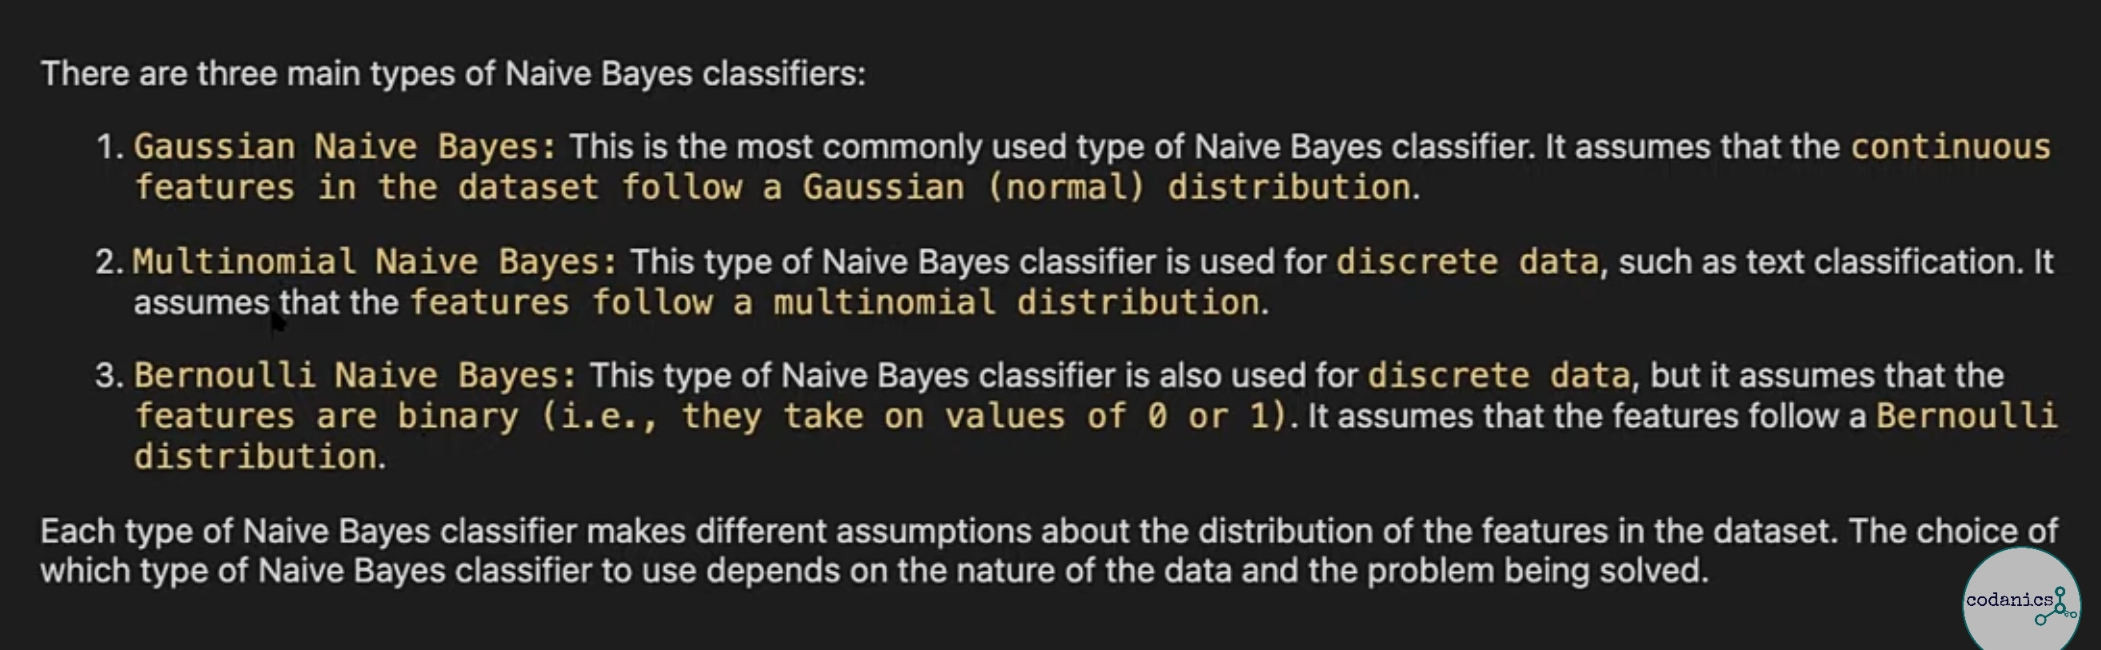 There are three main types of Naive Bayes classifiers:
1. Gaussian Naive Bayes: This is the most commonly used type of Naive Bayes classifier. It assumes that the continuous
features in the dataset follow a Gaussian (normal) distribution.
2. Multinomial Naive Bayes: This type of Naive Bayes classifier is used for discrete data, such as text classification. It
assumes that the features follow a multinomial distribution.
3. Bernoulli Naive Bayes: This type of Naive Bayes classifier is also used for discrete data, but it assumes that the
features are binary (i.e., they take on values of 0 or 1). It assumes that the features follow a Bernoulli
distribution.
Each type of Naive Bayes classifier makes different assumptions about the distribution of the features in the dataset. The choice of
which type of Naive Bayes classifier to use depends on the nature of the data and the problem being solved.
codanics